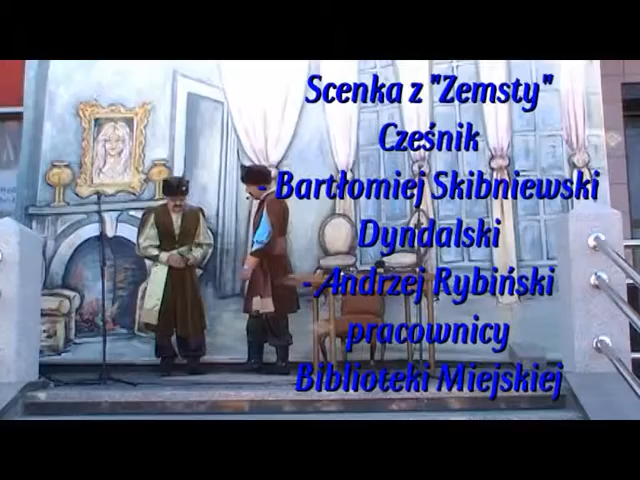 Scenka z "Zemsty"
Cześnik
- Bartłomiej Skibniewski
Dyndalski
- Andrzej Rybiński
pracownicy
Biblioteki Miejskiej